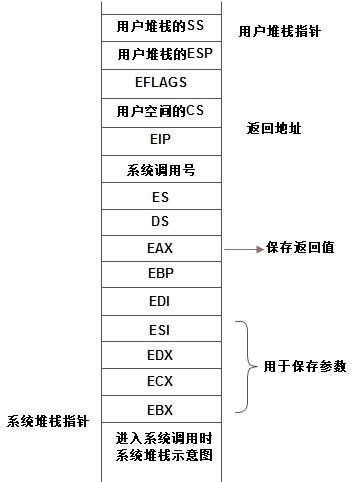 用户堆栈的SS
用户堆栈指针
用户堆栈的ESP
EFLAGS
用户空间的CS
返回地址
EIP
系统调用号
ES
DS
EAX
保存返回值
EBP
EDI
ESI
EDX
用于保存参数
ECX
EBX
系统堆栈指针
进入系统调用时
系统堆栈示意图